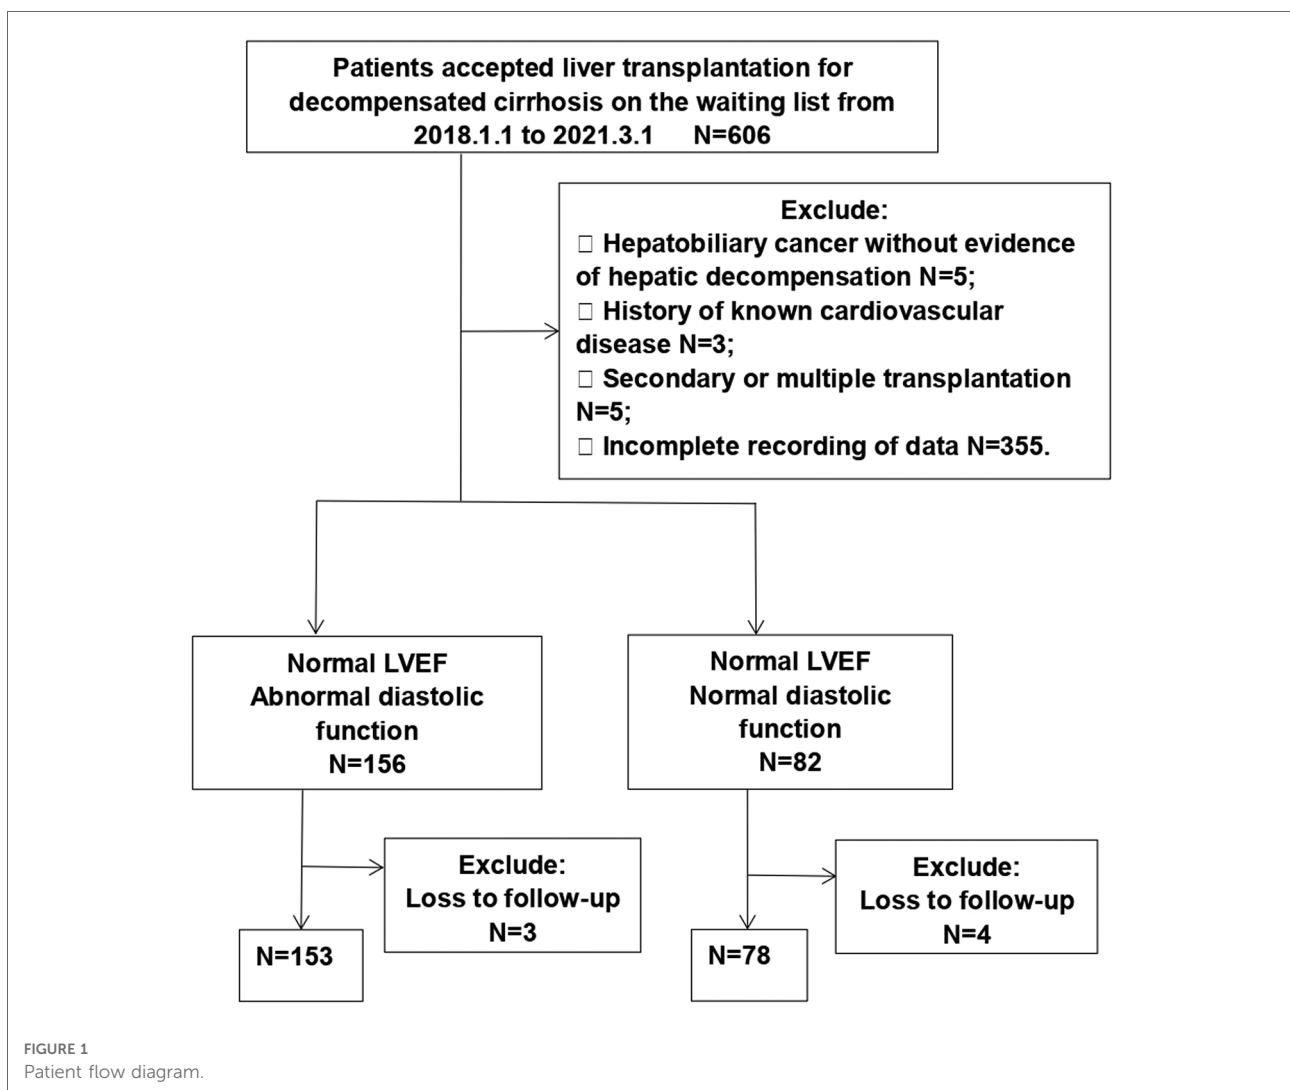 Patients accepted liver transplantation for
decompensated cirrhosis on the waiting list from
2018.1.1 to 2021.3.1 N=606
Exclude:
□ Hepatobiliary cancer without evidence
of hepatic decompensation N=5;
□ History of known cardiovascular
disease N=3;
□ Secondary or multiple transplantation
N=5;
□ Incomplete recording of data N=355.
Normal LVEF
Abnormal diastolic
function
N=156
Normal LVEF
Normal diastolic
function
N=82
Exclude:
Loss to follow-up
N=3
Exclude:
Loss to follow-up
N=4
N=153
N=78
FIGURE 1
Patient flow diagram.